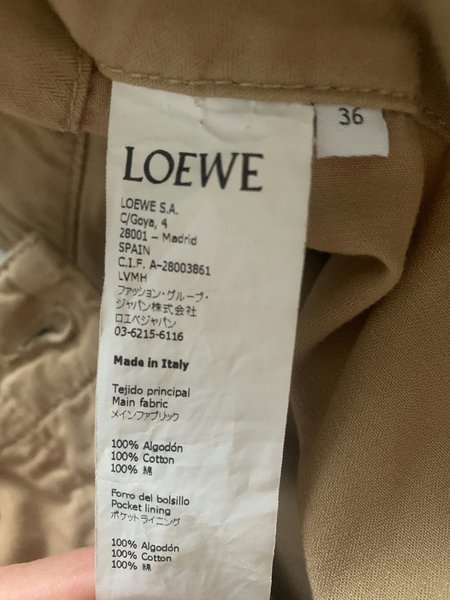 36
LOEWE
LOEWE S.A.
C/Goya, 4
28001 – Madrid
SPAIN
C.I.F. A-28003861
LVMH
ファッション・グループ・
ジャパン株式会社
ロエベジャパン
03-6215-6116
Made in Italy
Tejido principal
Main fabric
メインファブリック
100% Algodón
100% Cotton
100% 綿
Forro del bolsillo
Pocket lining
ポケットライニング
100% Algodón
100% Cotton
100% 綿